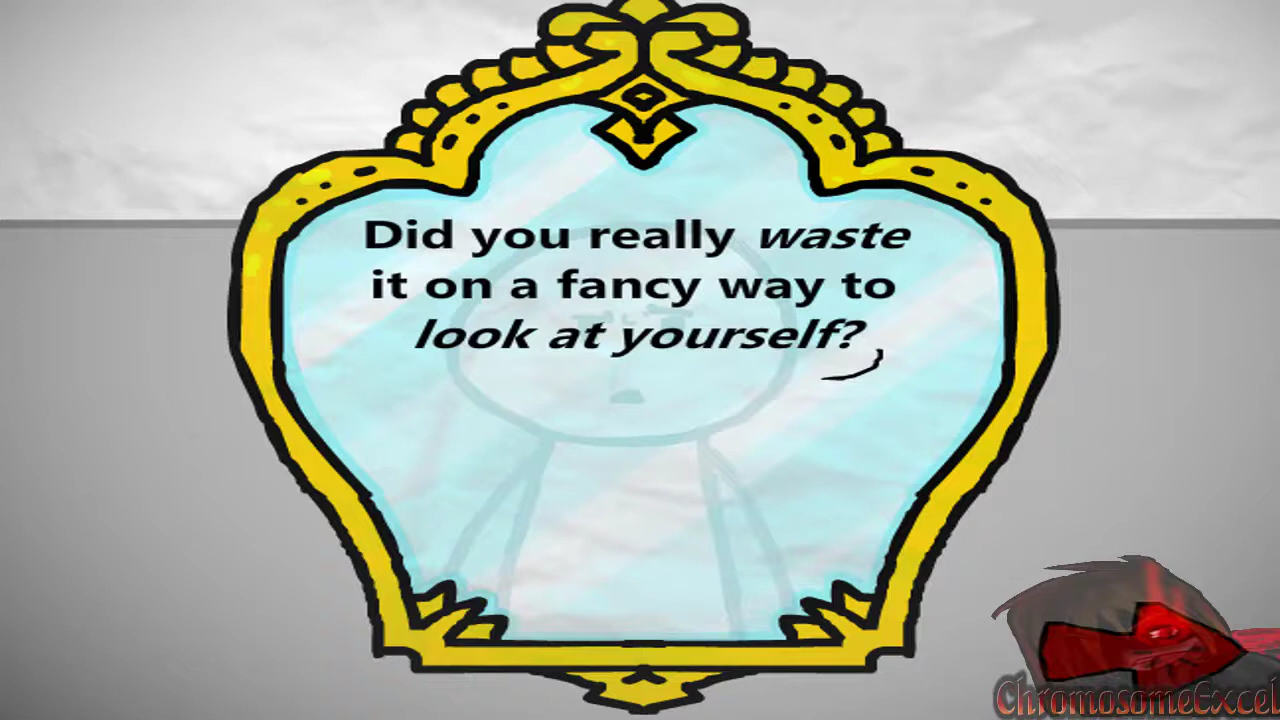 Did you really waste
it on a fancy way to
look at yourself?
ChromosomeExcel